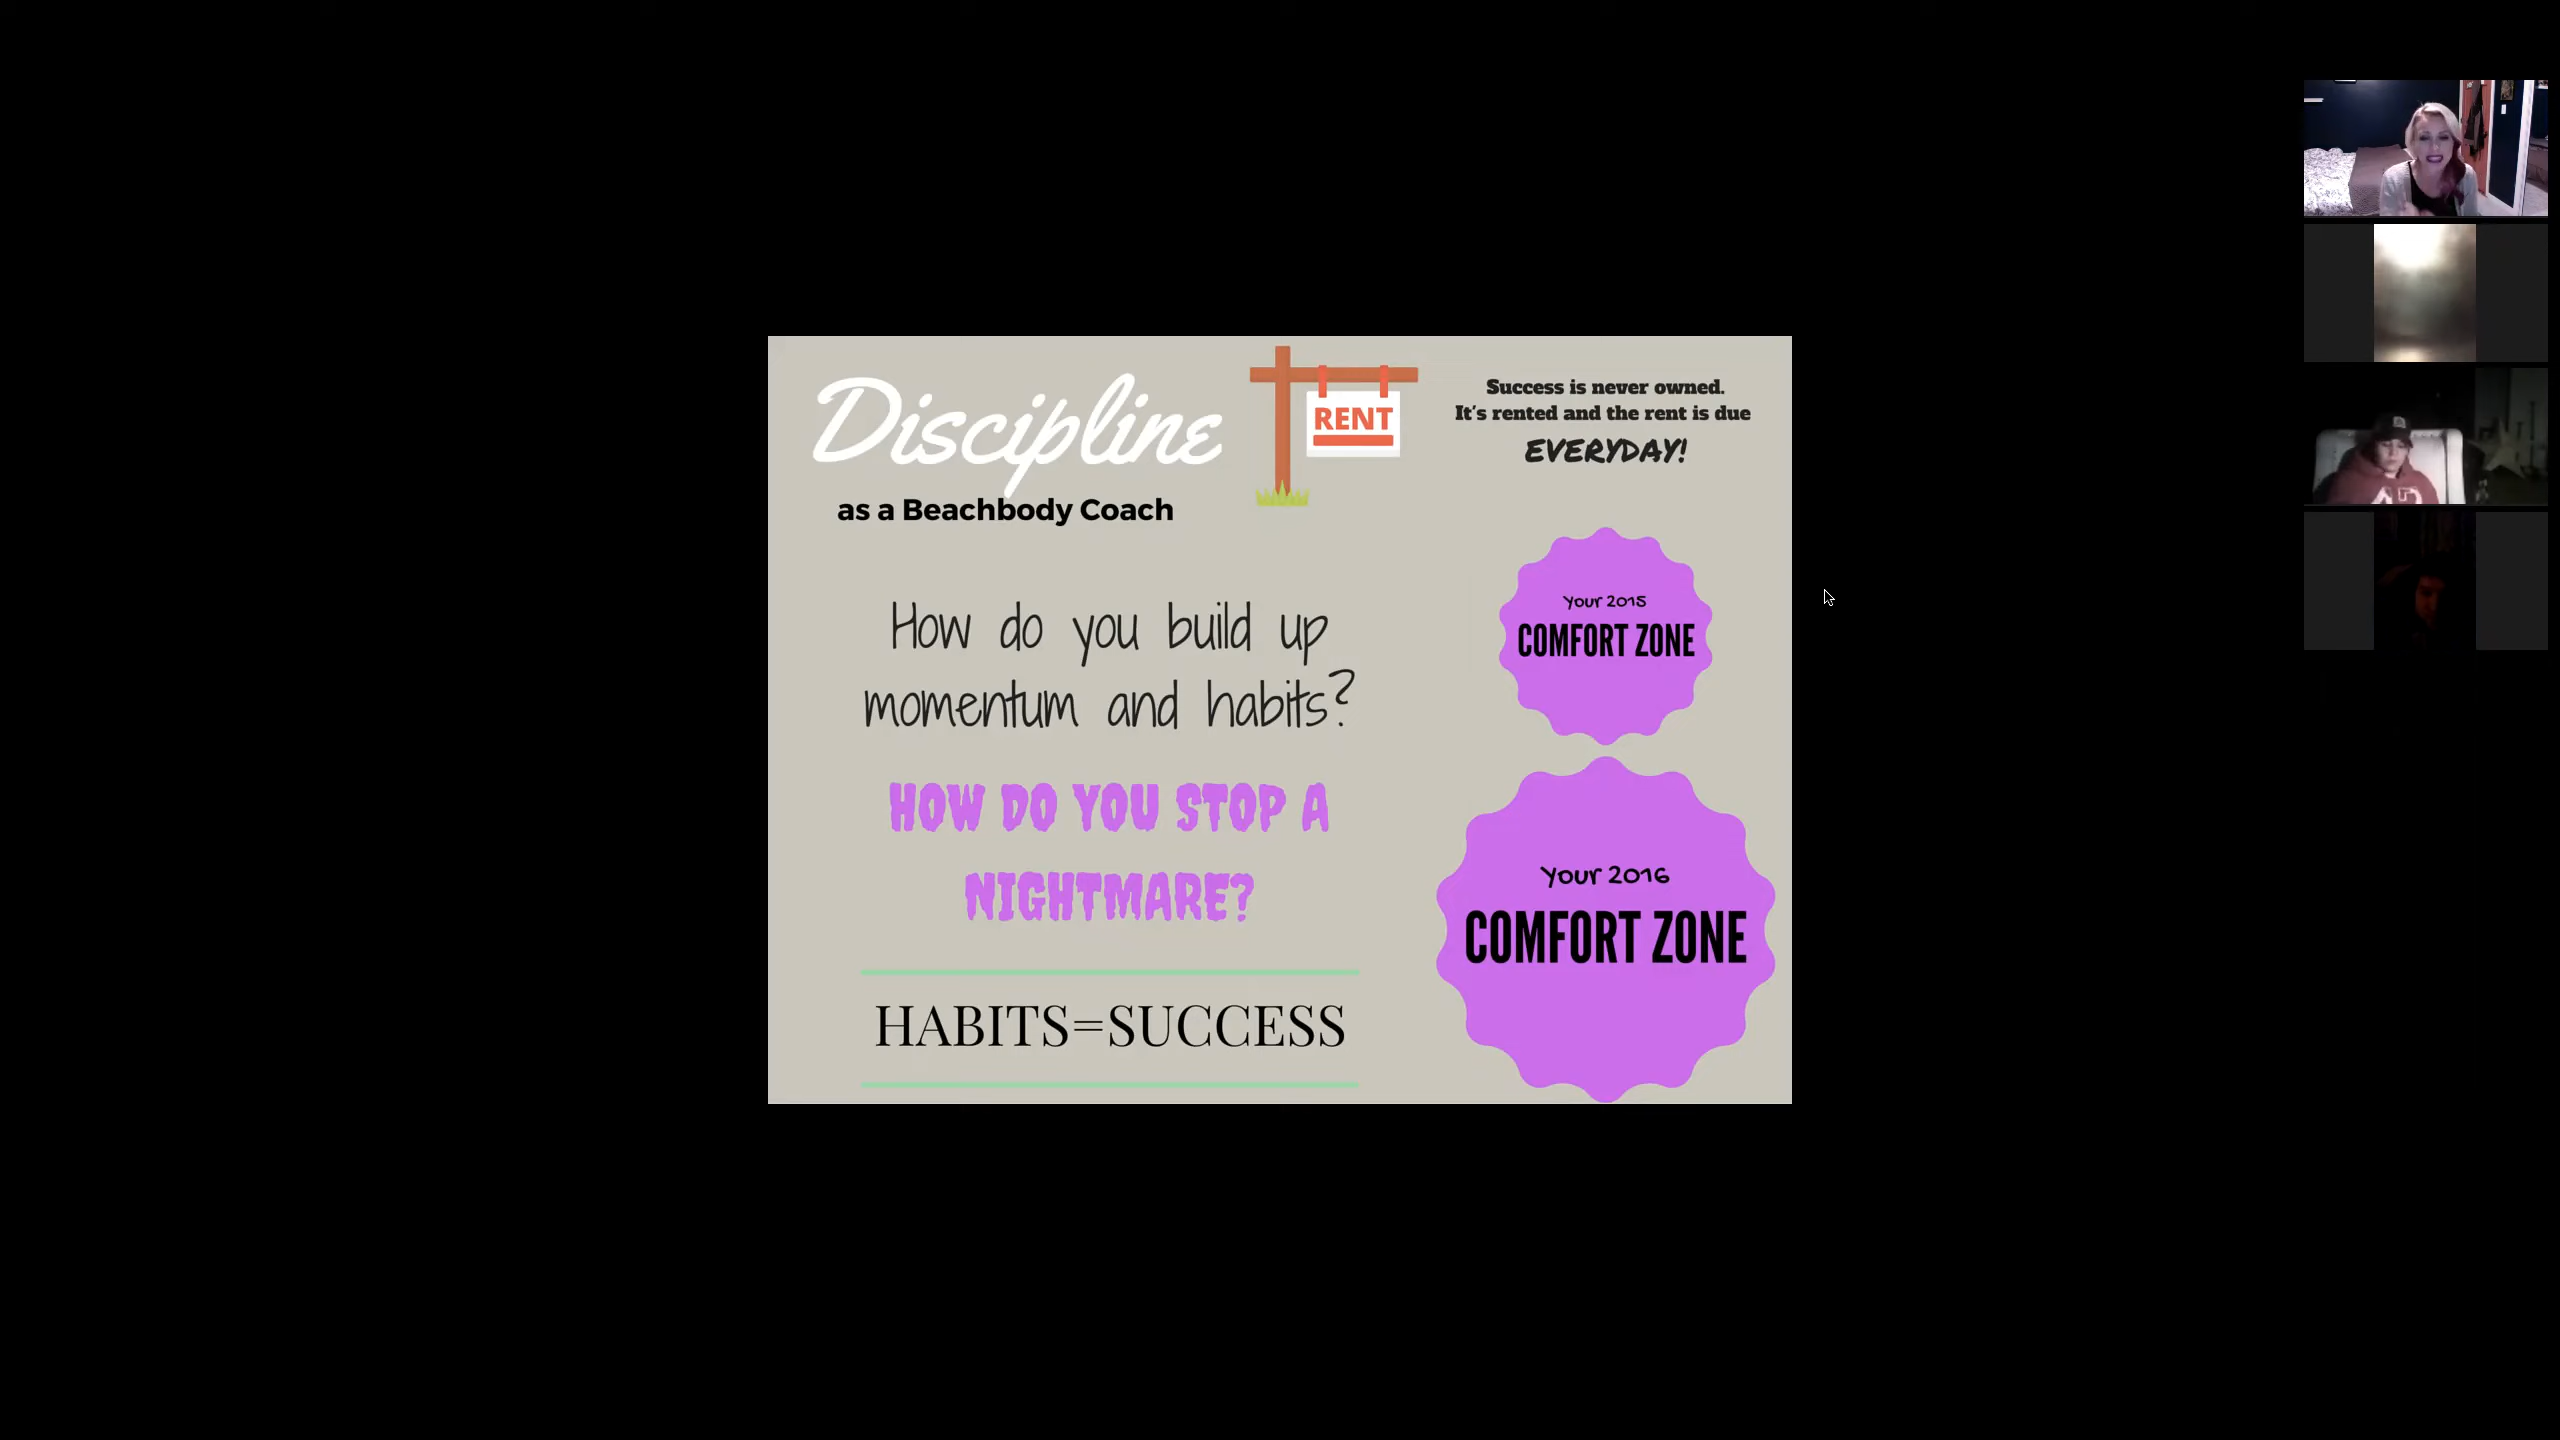 Discipline
as a Beachbody Coach
RENT
Success is never owned.
It's rented and the rent is due
EVERYDAY!
How do you build up
momentum and habits?
HOW DO YOU STOP A
NIGHTMARE?
HABITS=SUCCESS
Your 2015
COMFORT ZONE
Your 2016
COMFORT ZONE